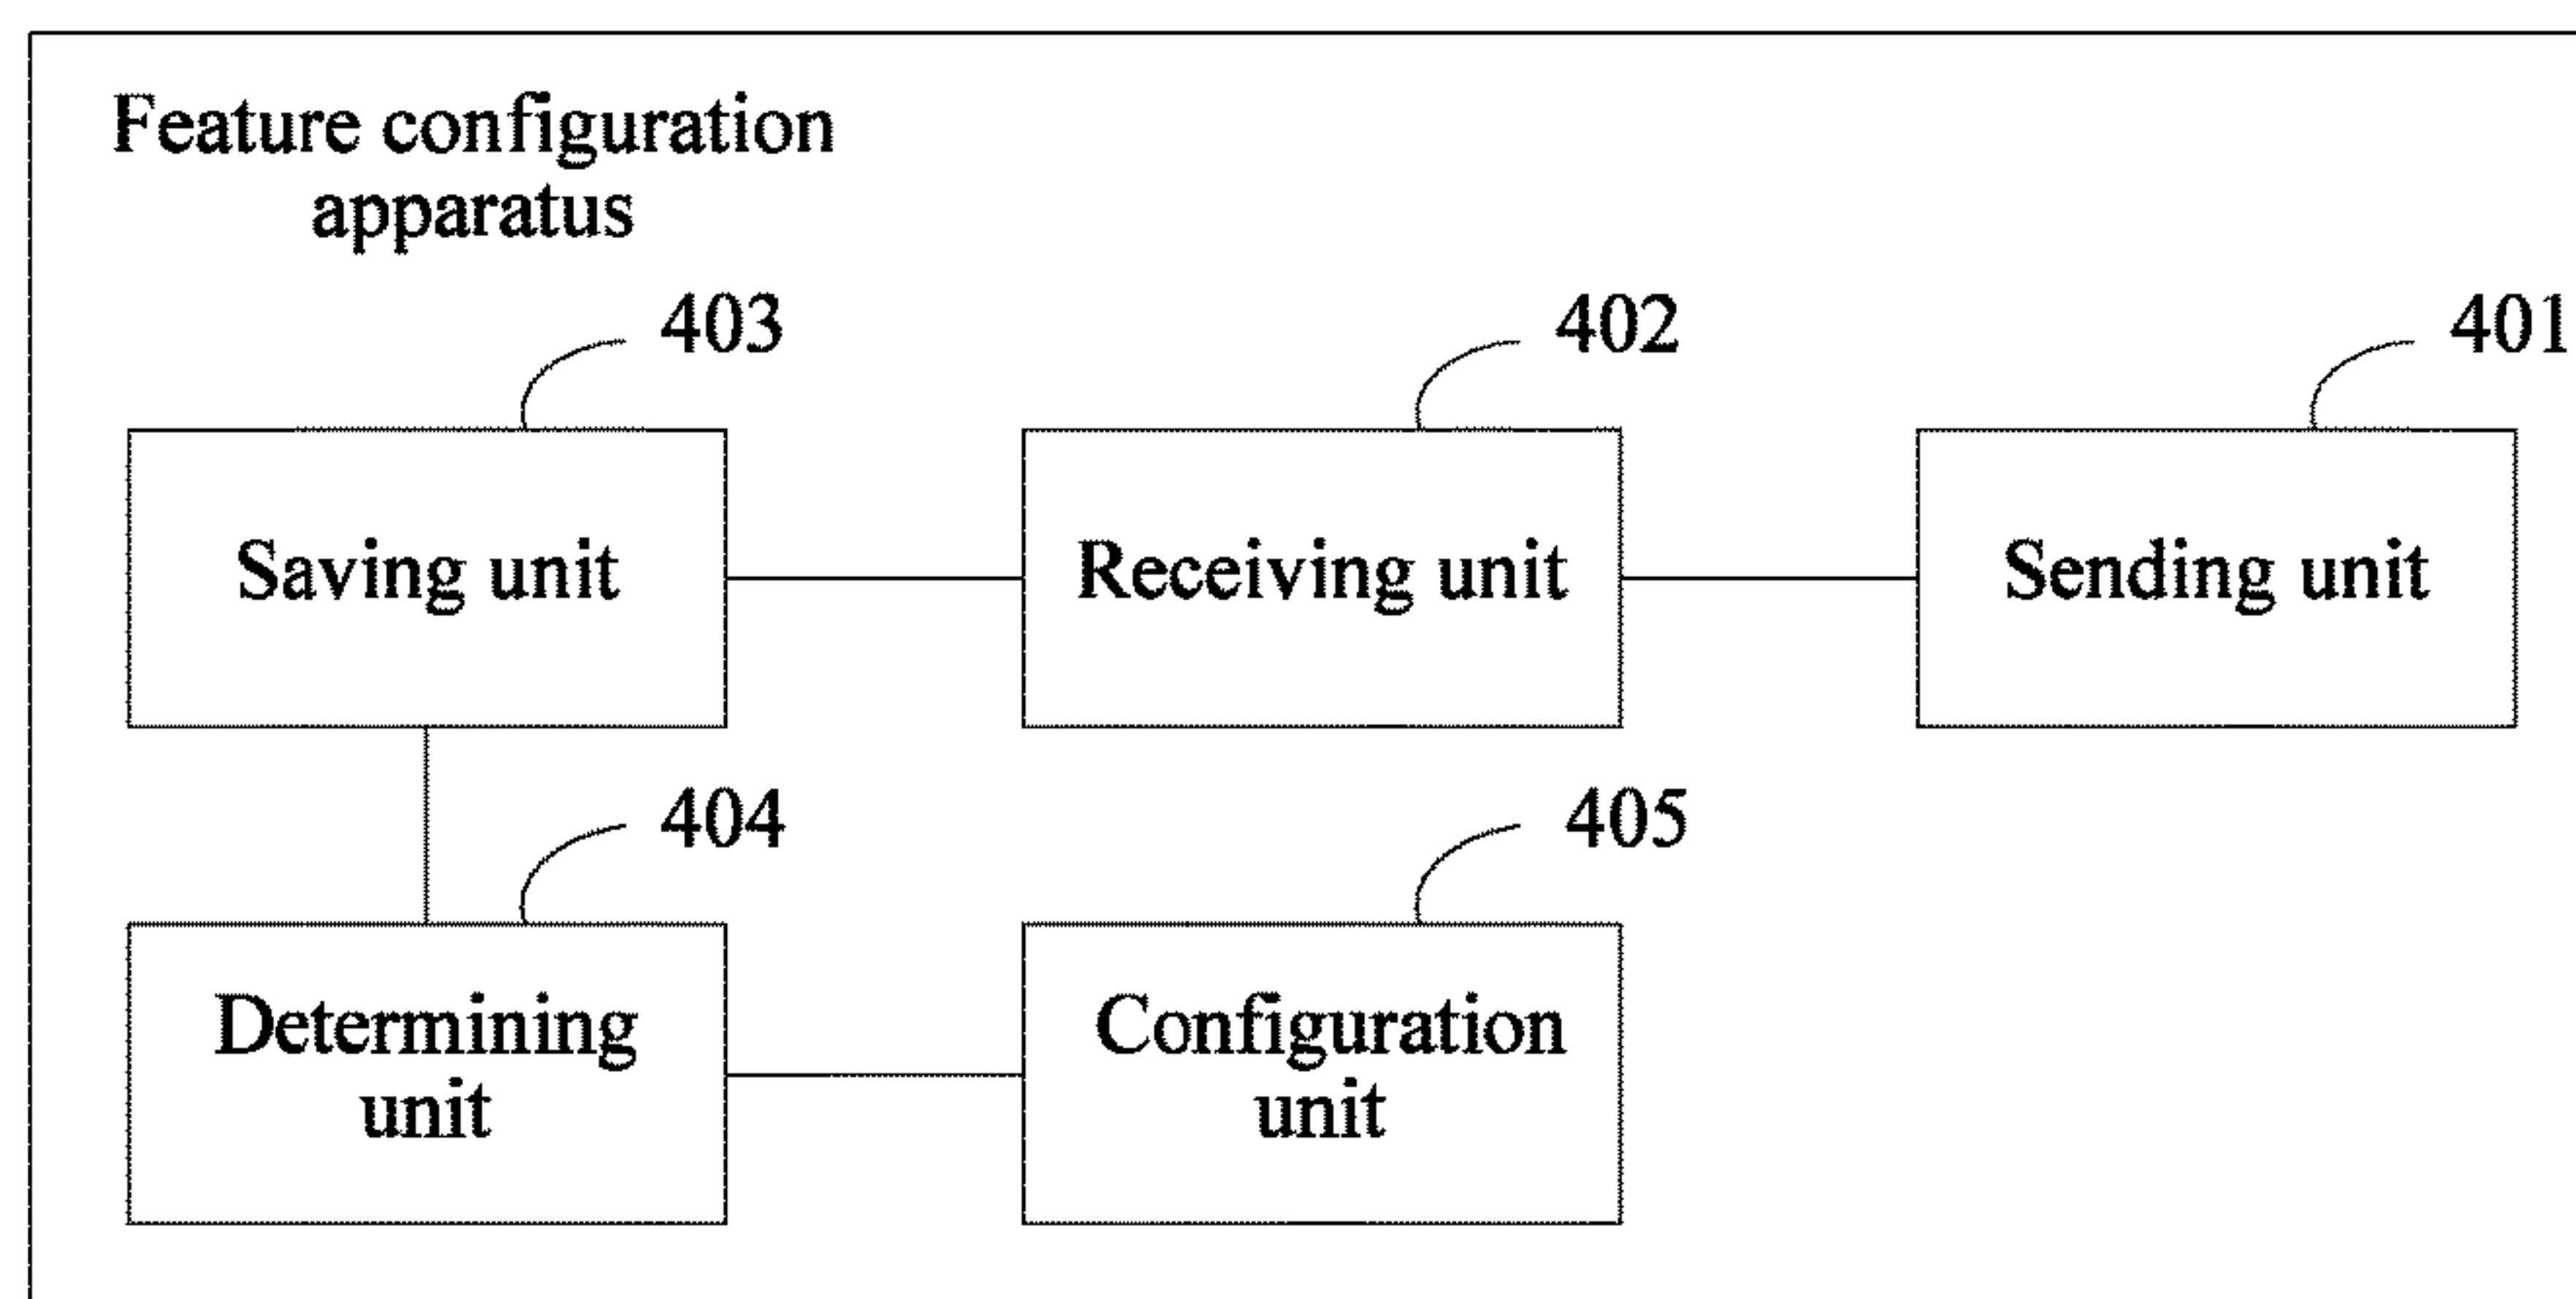 Feature configuration
apparatus
403
402
401
Saving unit
Receiving unit
Sending unit
404
405
Determining
unit
Configuration
unit